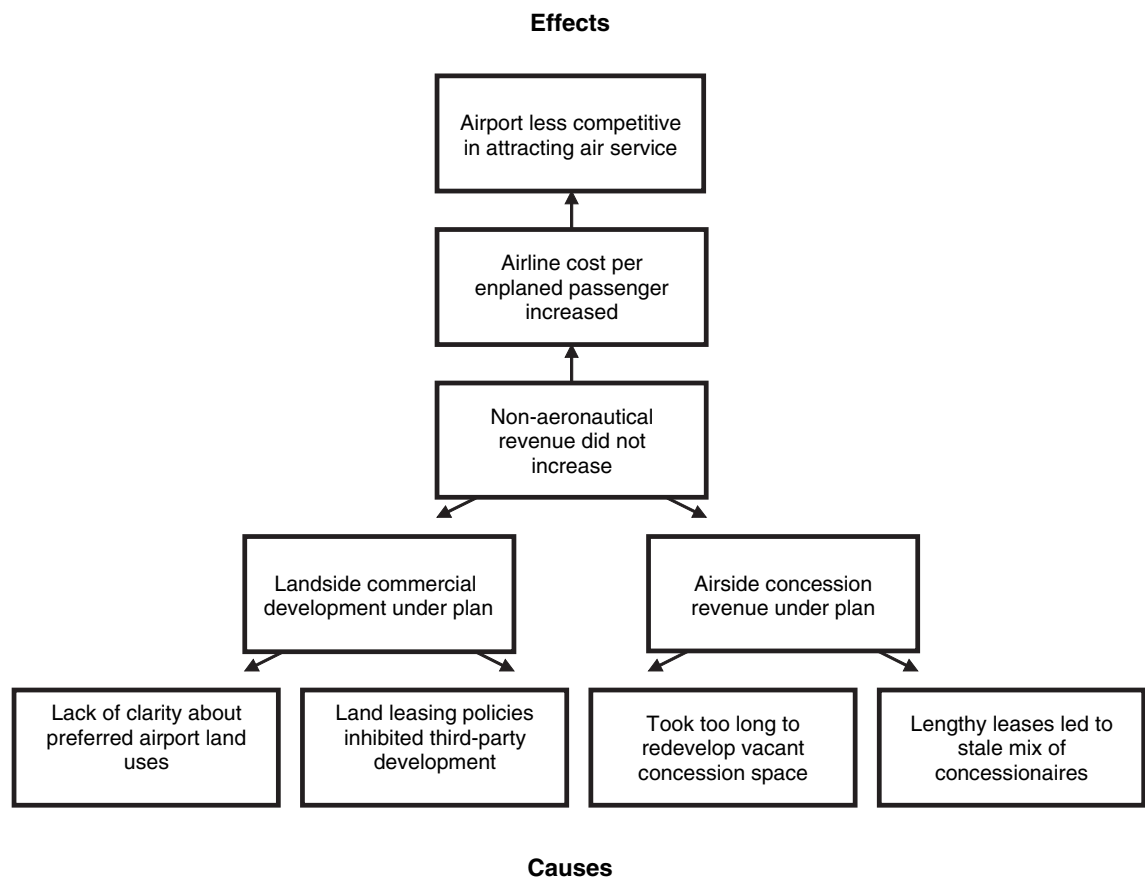 Effects
Airport less competitive
in attracting air service
Airline cost per
enplaned passenger
increased
Non-aeronautical
revenue did not
increase
Landside commercial
development under plan
Airside concession
revenue under plan
Lack of clarity about
preferred airport land
uses
Land leasing policies
inhibited third-party
development
Took too long to
redevelop vacant
concession space
Lengthy leases led to
stale mix of
concessionaires
Causes